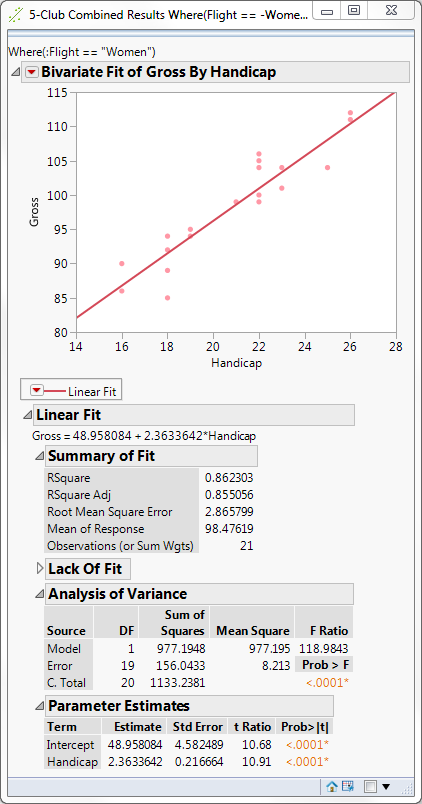 5-Club Combined Results Where(Flight == -Wome...
Where(:Flight == "Women")
Bivariate Fit of Gross By Handicap
115
110
105
100
95
90
85
80
Gross
14 16 18 20 22 24 26 28
Handicap
Linear Fit
Linear Fit
Gross = 48.958084 + 2.3633642*Handicap
Summary of Fit
RSquare 0.862303
RSquare Adj 0.855056
Root Mean Square Error 2.865799
Mean of Response 98.47619
Observations (or Sum Wgts) 21
Lack Of Fit
Analysis of Variance
Sum of
Source DF Squares Mean Square F Ratio
Model 1 977.1948 977.195 118.9843
Error 19 156.0433 8.213 Prob > F
C. Total 20 1133.2381 <.0001*
Parameter Estimates
Term Estimate Std Error t Ratio Prob>|t|
Intercept 48.958084 4.582489 10.68 <.0001*
Handicap 2.3633642 0.216664 10.91 <.0001*